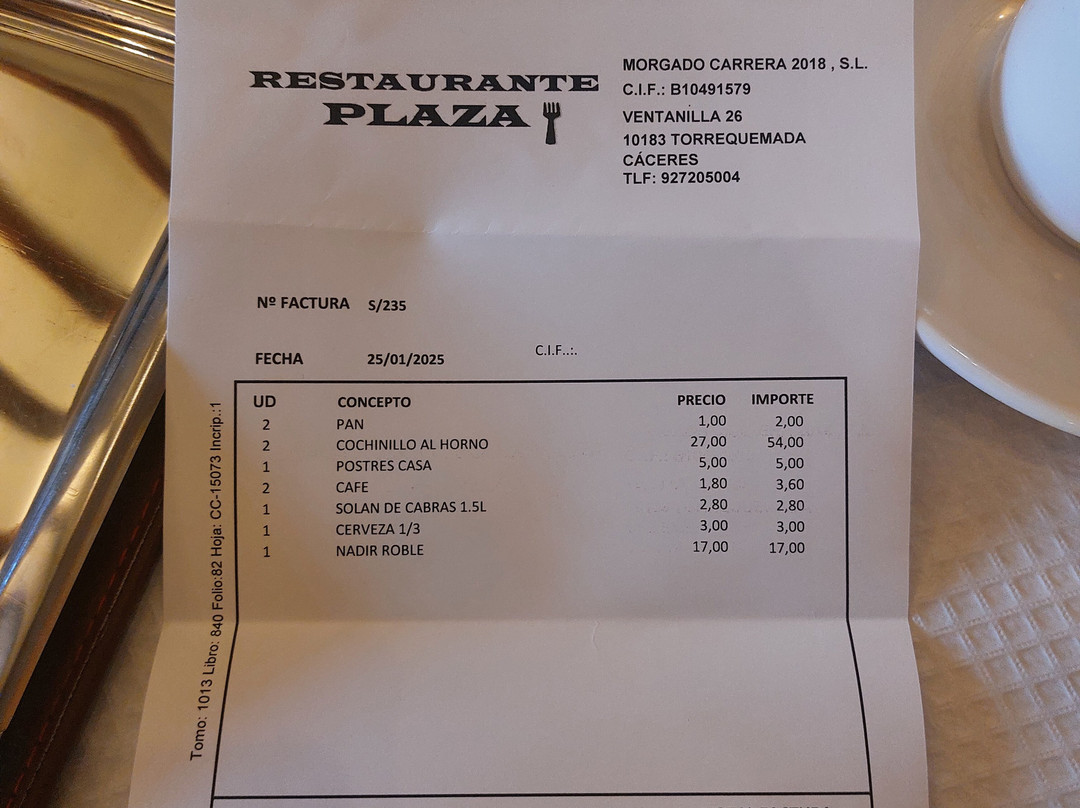 RESTAURANTE
PLAZA
MORGADO CARRERA 2018 , S.L.
C.I.F.: B10491579
VENTANILLA 26
10183 TORREQUEMADA
CÁCERES
TLF: 927205004
Nº FACTURA S/235
FECHA 25/01/2025 C.I.F..:.
UD CONCEPTO PRECIO IMPORTE
2 PAN 1,00 2,00
2 COCHINILLO AL HORNO 27,00 54,00
1 POSTRES CASA 5,00 5,00
2 CAFE 1,80 3,60
1 SOLAN DE CABRAS 1.5L 2,80 2,80
1 CERVEZA 1/3 3,00 3,00
1 NADIR ROBLE 17,00 17,00
Tomo: 1013 Libro: 840 Folio:82 Hoja: CC-15073 Incrip.:1